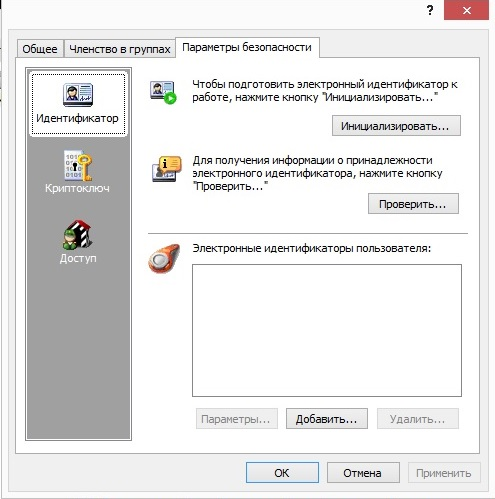 ?
Общее
Членство в группах
Параметры безопасности
Идентификатор
Криптоключ
Доступ
Чтобы подготовить электронный идентификатор к
работе, нажмите кнопку "Инициализировать..."
Инициализировать...
Для получения информации о принадлежности
электронного идентификатора, нажмите кнопку
"Проверить..."
Проверить...
Электронные идентификаторы пользователя:
Параметры...
Добавить...
Удалить...
OK
Отмена
Применить